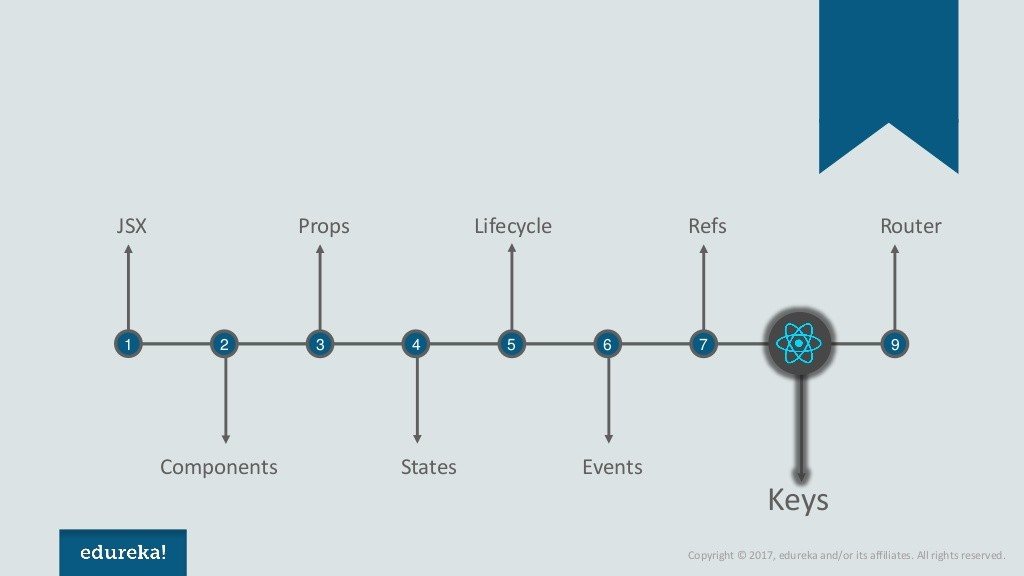 JSX
Props
Lifecycle
Refs
Router
1
2
3
4
5
6
7
9
Components
States
Events
Keys
edureka!
Copyright © 2017, edureka and/or its affiliates. All rights reserved.